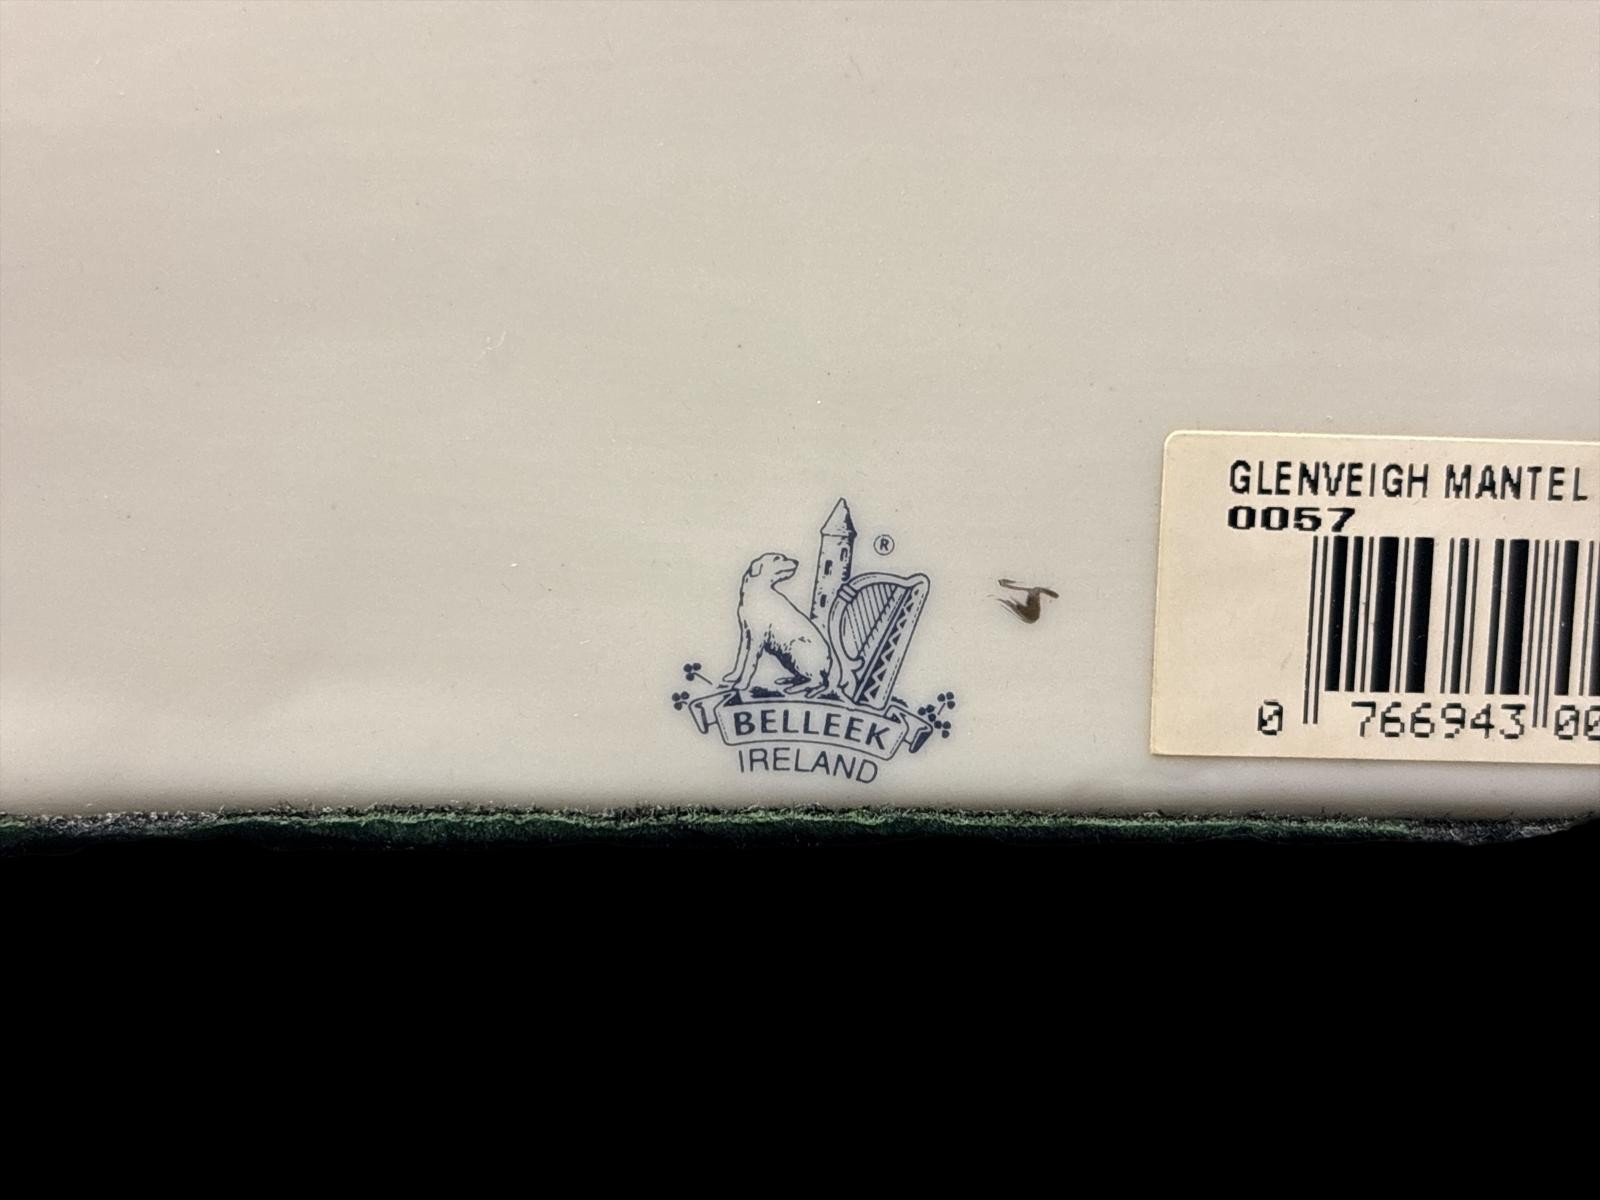 ®
BELLEEK
IRELAND
GLENVEIGH MANTEL
0057
0 766943 00